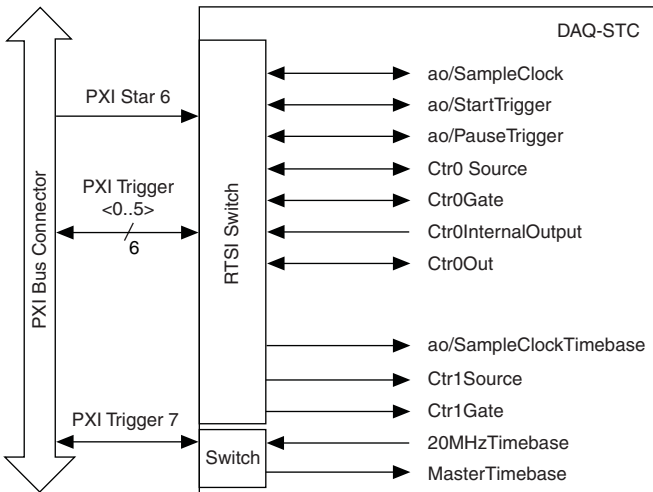 DAQ-STC
PXI Bus Connector
PXI Star 6
PXI Trigger
<0..5>
6
PXI Trigger 7
RTSI Switch
Switch
ao/SampleClock
ao/StartTrigger
ao/PauseTrigger
Ctr0 Source
Ctr0Gate
Ctr0InternalOutput
Ctr0Out
ao/SampleClockTimebase
Ctr1Source
Ctr1Gate
20MHzTimebase
MasterTimebase